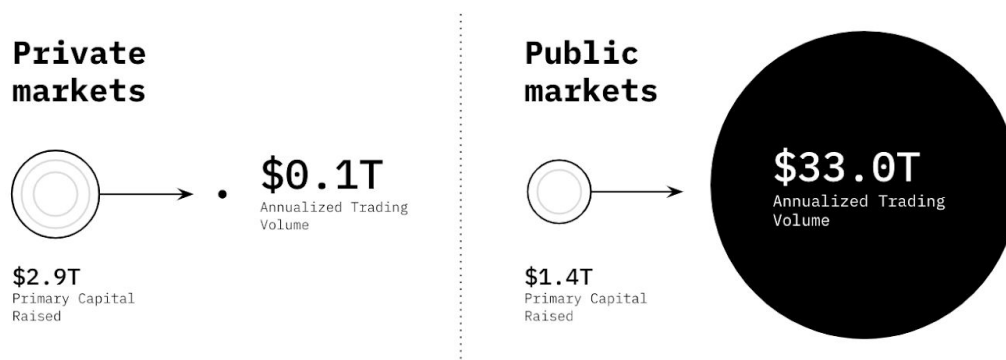 Private
markets
$0.1T
Annualized Trading
Volume
$2.9T
Primary Capital
Raised
Public
markets
$33.0T
Annualized Trading
Volume
$1.4T
Primary Capital
Raised